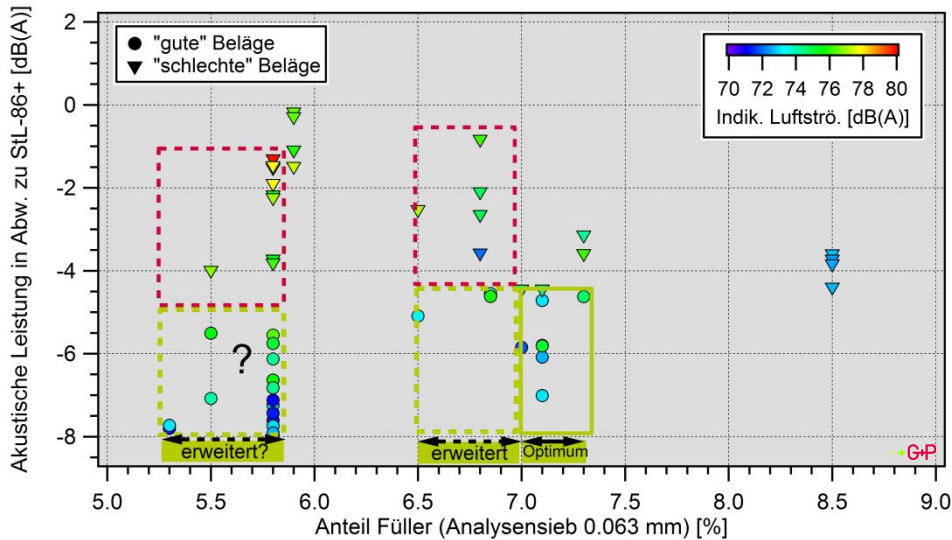 Akustische Leistung in Abw. zu StL-86+ [dB(A)]
2
0
-2
-4
-6
-8
"gute" Beläge
"schlechte" Beläge
70 72 74 76 78 80
Indik. Luftströ. [dB(A)]
?
erweitert?
erweitert
Optimum
G+P
5.0 5.5 6.0 6.5 7.0 7.5 8.0 8.5 9.0
Anteil Füller (Analysensieb 0.063 mm) [%]